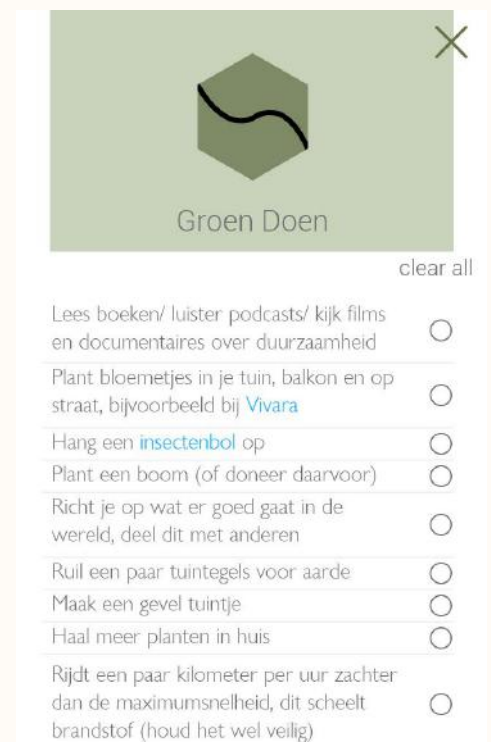 Groen Doen
clear all
Lees boeken/ luister podcasts/ kijk films
en documentaires over duurzaamheid
Plant bloemetjes in je tuin, balkon en op
straat, bijvoorbeeld bij Vivara
Hang een insectenbol op
Plant een boom (of doneer daarvoor)
Richt je op wat er goed gaat in de
wereld, deel dit met anderen
Ruil een paar tuintegels voor aarde
Maak een gevel tuintje
Haal meer planten in huis
Rijdt een paar kilometer per uur zachter
dan de maximumsnelheid, dit scheelt
brandstof (houd het wel veilig)